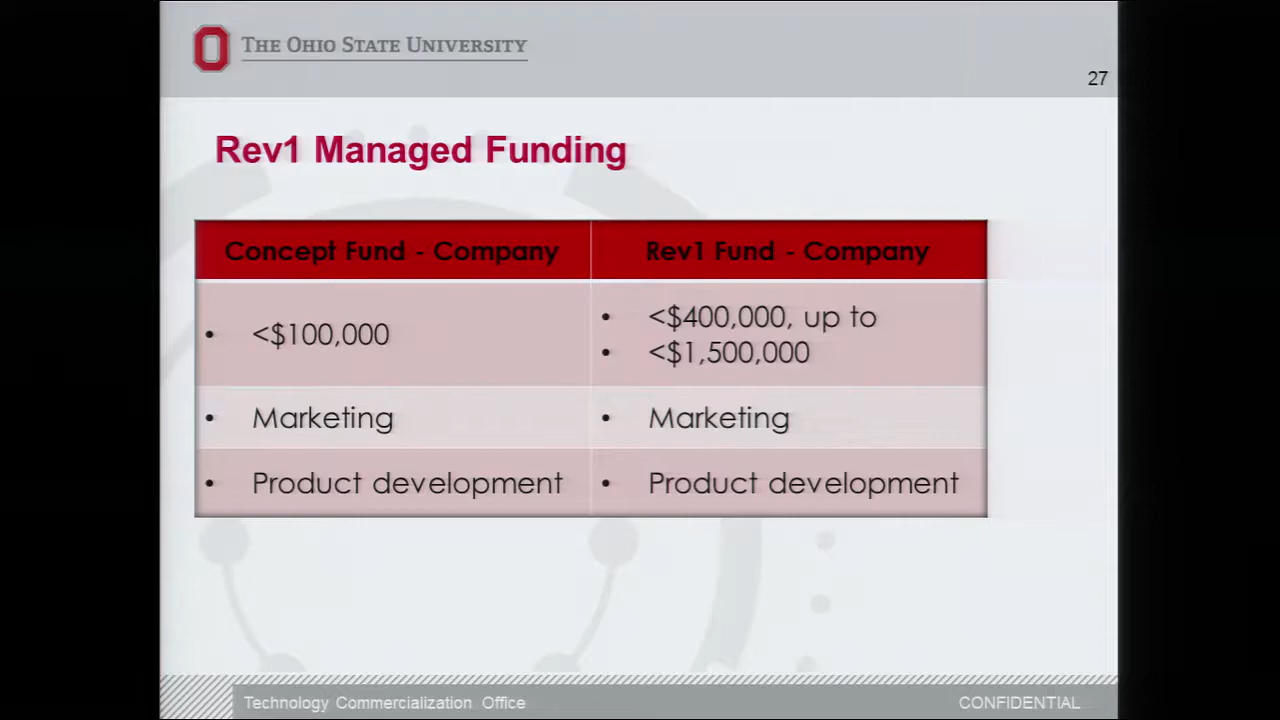 THE OHIO STATE UNIVERSITY
27
Rev1 Managed Funding
Concept Fund - Company
Rev1 Fund - Company
• <$100,000
• <$400,000, up to
• <$1,500,000
• Marketing
• Marketing
• Product development
• Product development
Technology Commercialization Office
CONFIDENTIAL